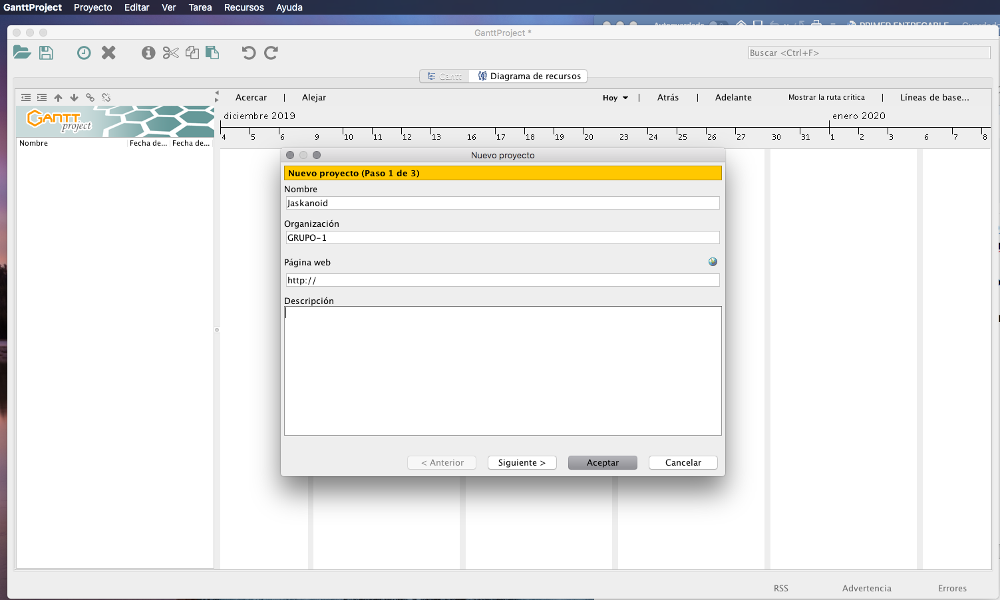 GanttProject Proyecto Editar Ver Tarea Recursos Ayuda
PRIMER ENTREGABLE
GanttProject *
Buscar <Ctrl+F>
Gantt Diagrama de recursos
Acercar | Alejar Hoy | Atrás | Adelante Mostrar la ruta crítica | Líneas de base...
GANTT project
diciembre 2019 enero 2020
Nombre Fecha de... Fecha de...
4 5 6 9 10 11 12 13 16 17 18 19 20 23 24 25 26 27 30 31 1 2 3 6 7 8
Nuevo proyecto
Nuevo proyecto (Paso 1 de 3)
Nombre
Jaskanoid
Organización
GRUPO-1
Página web
http://
Descripción
< Anterior Siguiente > Aceptar Cancelar
RSS Advertencia Errores